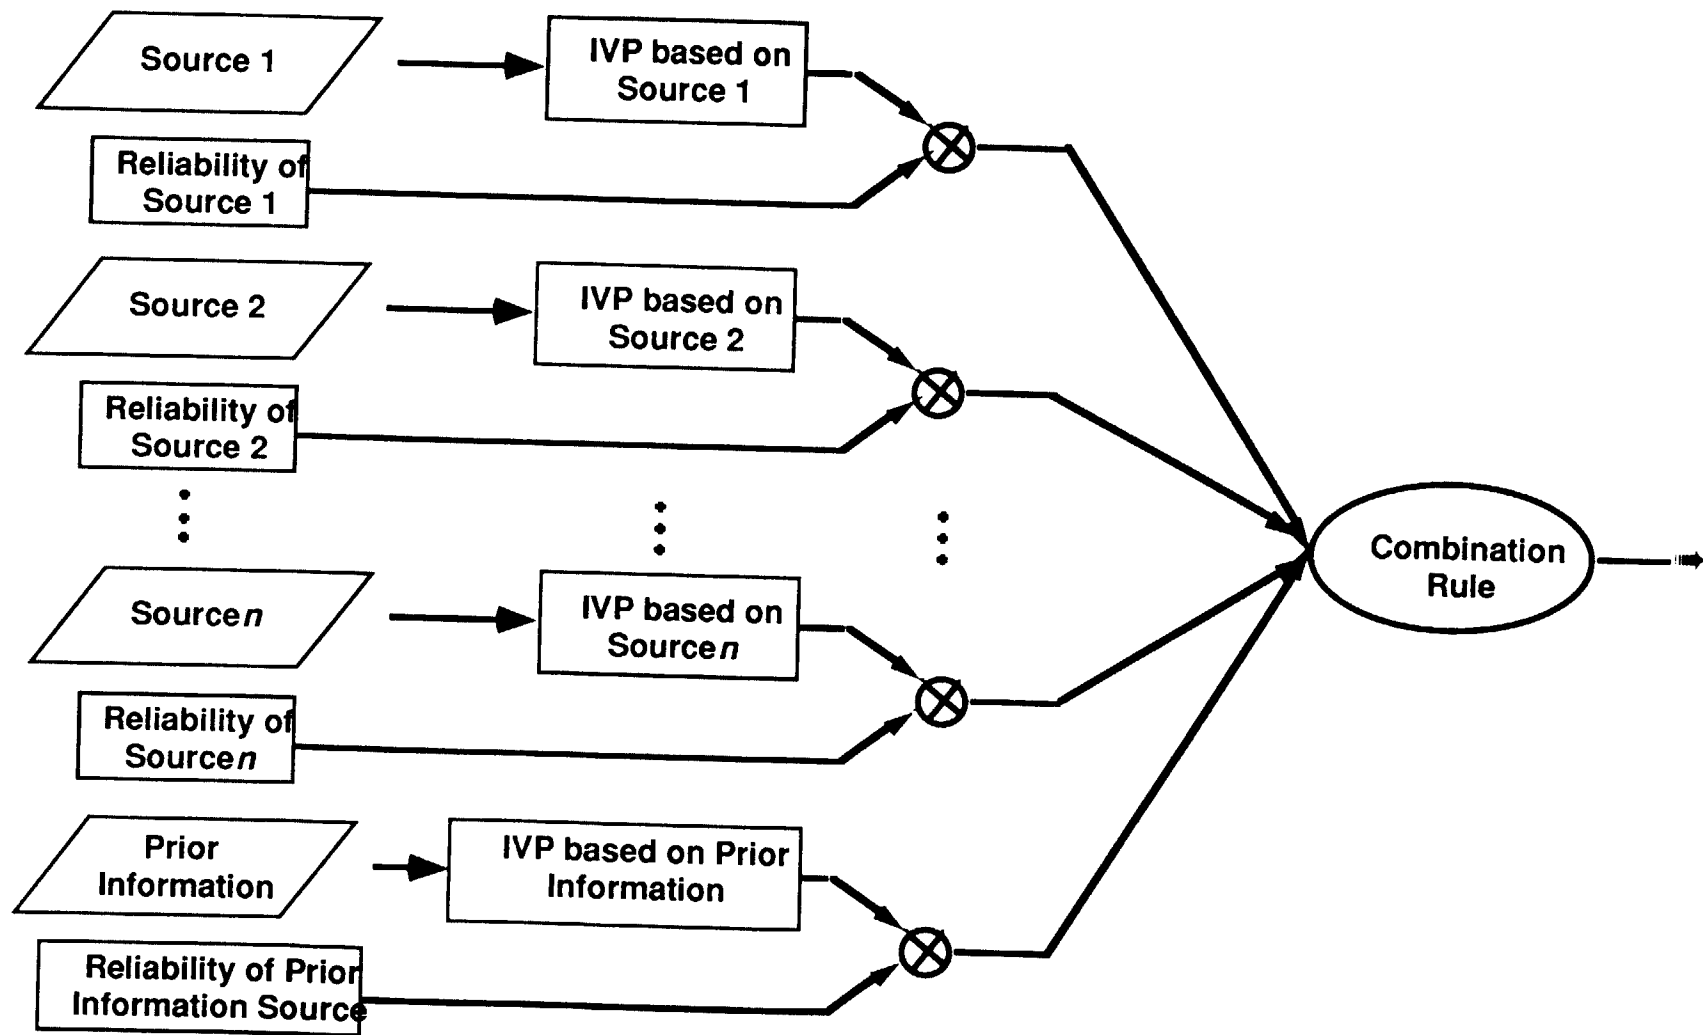 Source 1
IVP based on
Source 1
Reliability of
Source 1
Source 2
IVP based on
Source 2
Reliability of
Source 2
Source n
IVP based on
Source n
Reliability of
Source n
Combination
Rule
Prior
Information
IVP based on Prior
Information
Reliability of Prior
Information Source